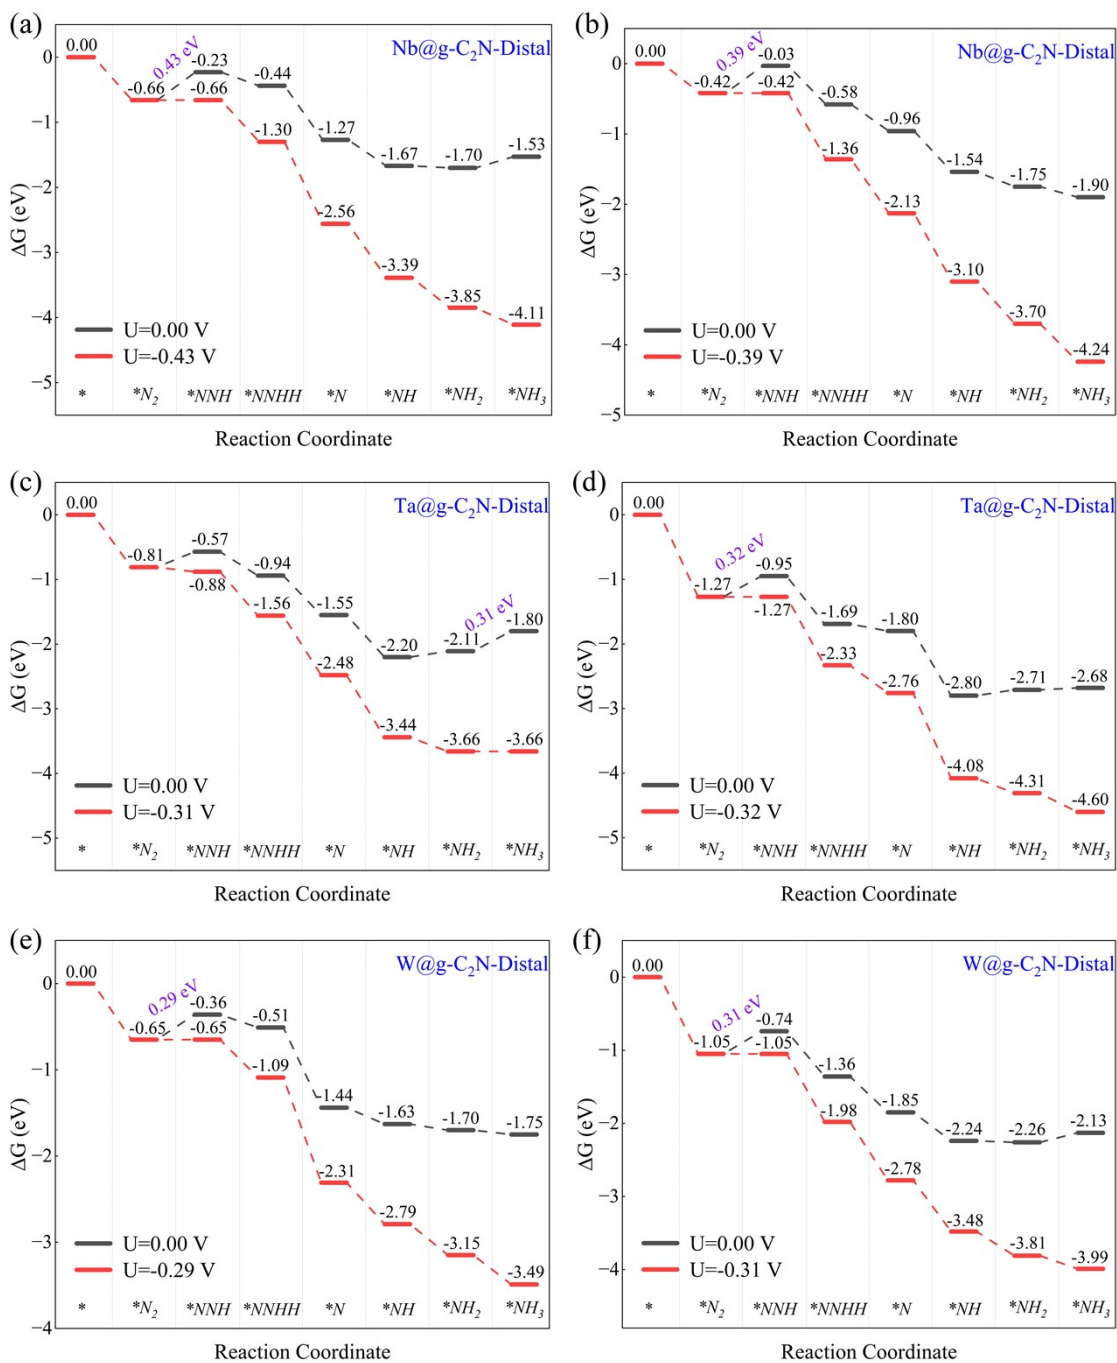 (a)
Nb@g-C₂N-Distal
0.00
0.43 eV
-0.66 -0.23 -0.44 -1.27 -1.67 -1.70 -1.53
-0.66 -1.30 -2.56 -3.39 -3.85 -4.11
0
−1
−2
−3
−4
−5
ΔG (eV)
U=0.00 V
U=-0.43 V
* *N₂ *NNH *NNHH *N *NH *NH₂ *NH₃
Reaction Coordinate
(b)
Nb@g-C₂N-Distal
0.00
0.39 eV
-0.42 -0.03 -0.58 -0.96 -1.54 -1.75 -1.90
-0.42 -1.36 -2.13 -3.10 -3.70 -4.24
0
−1
−2
−3
−4
−5
ΔG (eV)
U=0.00 V
U=-0.39 V
* *N₂ *NNH *NNHH *N *NH *NH₂ *NH₃
Reaction Coordinate
(c)
Ta@g-C₂N-Distal
0.00
-0.81 -0.57 -0.94 -1.55 -2.20 -2.11 -1.80
0.31 eV
-0.88 -1.56 -2.48 -3.44 -3.66 -3.66
0
−1
−2
−3
−4
−5
ΔG (eV)
U=0.00 V
U=-0.31 V
* *N₂ *NNH *NNHH *N *NH *NH₂ *NH₃
Reaction Coordinate
(d)
Ta@g-C₂N-Distal
0.00
0.32 eV
-1.27 -0.95 -1.69 -1.80 -2.80 -2.71 -2.68
-1.27 -2.33 -2.76 -4.08 -4.31 -4.60
0
−1
−2
−3
−4
−5
ΔG (eV)
U=0.00 V
U=-0.32 V
* *N₂ *NNH *NNHH *N *NH *NH₂ *NH₃
Reaction Coordinate
(e)
W@g-C₂N-Distal
0.00
0.29 eV
-0.65 -0.36 -0.51 -1.44 -1.63 -1.70 -1.75
-0.65 -1.09 -2.31 -2.79 -3.15 -3.49
0
−1
−2
−3
−4
ΔG (eV)
U=0.00 V
U=-0.29 V
* *N₂ *NNH *NNHH *N *NH *NH₂ *NH₃
Reaction Coordinate
(f)
W@g-C₂N-Distal
0.00
0.31 eV
-1.05 -0.74 -1.36 -1.85 -2.24 -2.26 -2.13
-1.05 -1.98 -2.78 -3.48 -3.81 -3.99
0
−1
−2
−3
−4
ΔG (eV)
U=0.00 V
U=-0.31 V
* *N₂ *NNH *NNHH *N *NH *NH₂ *NH₃
Reaction Coordinate